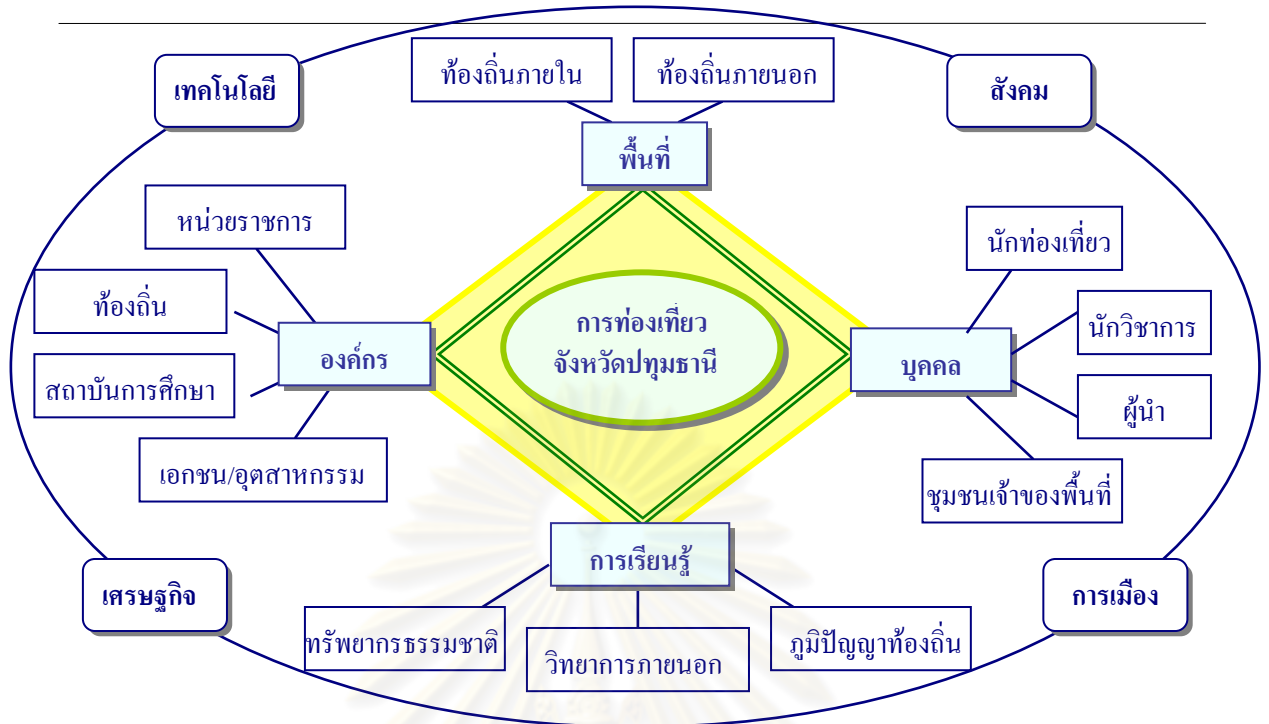 ท้องถิ่นภายใน
ท้องถิ่นภายนอก
เทคโนโลยี
สังคม
พื้นที่
หน่วยราชการ
นักท่องเที่ยว
ท้องถิ่น
นักวิชาการ
การท่องเที่ยว
จังหวัดปทุมธานี
องค์กร
บุคคล
สถาบันการศึกษา
ผู้นำ
เอกชน/อุตสาหกรรม
ชุมชนเจ้าของพื้นที่
การเรียนรู้
เศรษฐกิจ
การเมือง
ทรัพยากรธรรมชาติ
วิทยาการภายนอก
ภูมิปัญญาท้องถิ่น